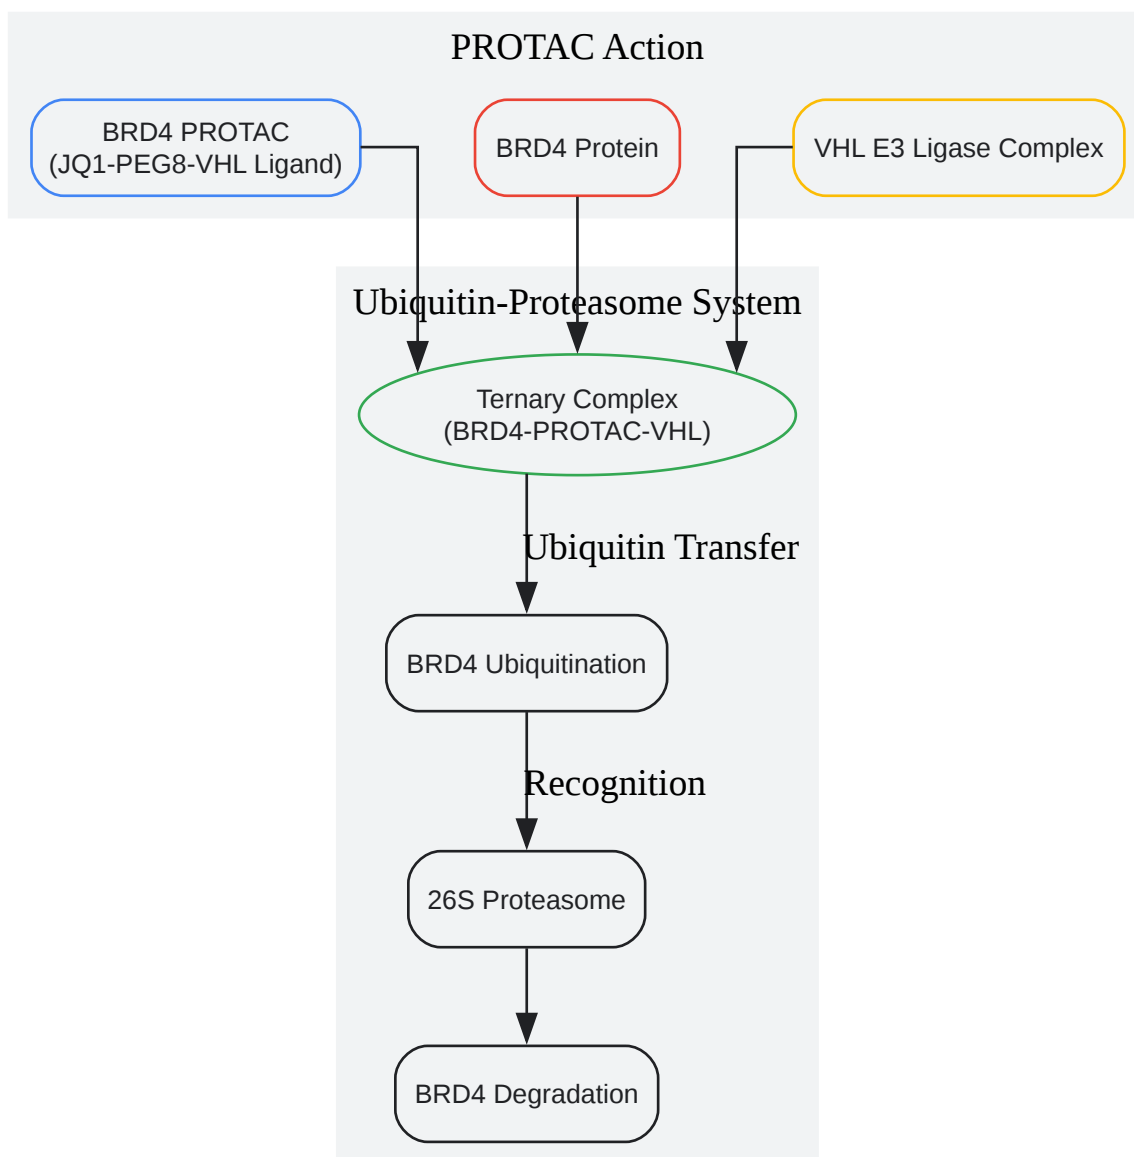 PROTAC Action
BRD4 PROTAC
(JQ1-PEG8-VHL Ligand)
BRD4 Protein
VHL E3 Ligase Complex
Ubiquitin-Proteasome System
Ternary Complex
(BRD4-PROTAC-VHL)
Ubiquitin Transfer
BRD4 Ubiquitination
Recognition
26S Proteasome
BRD4 Degradation